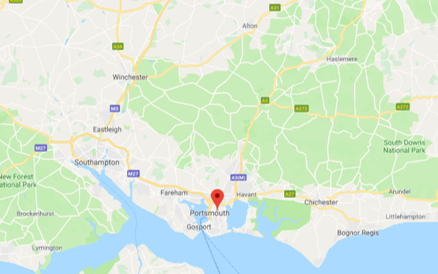 A31
Alton
A34
Haslemere
Winchester
A3
A272
A272
M3
Eastleigh
M27
South Downs
National Park
Southampton
New Forest
National Park
M27
A3(M)
Fareham
Havant
A27
Arundel
Chichester
Brockenhurst
Portsmouth
Littlehampton
Gosport
Bognor Regis
Lymington